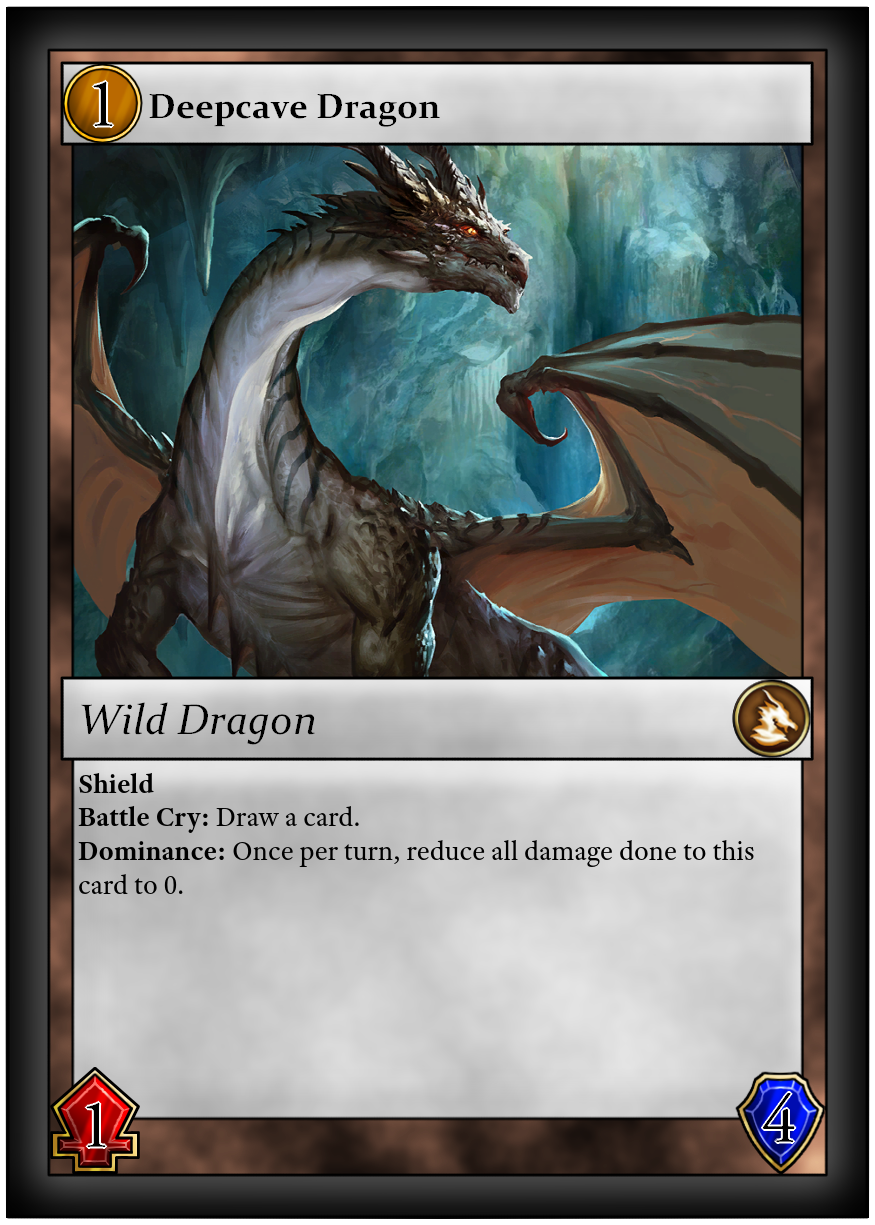 1 Deepcave Dragon
Wild Dragon
Shield
Battle Cry: Draw a card.
Dominance: Once per turn, reduce all damage done to this
card to 0.
1 4